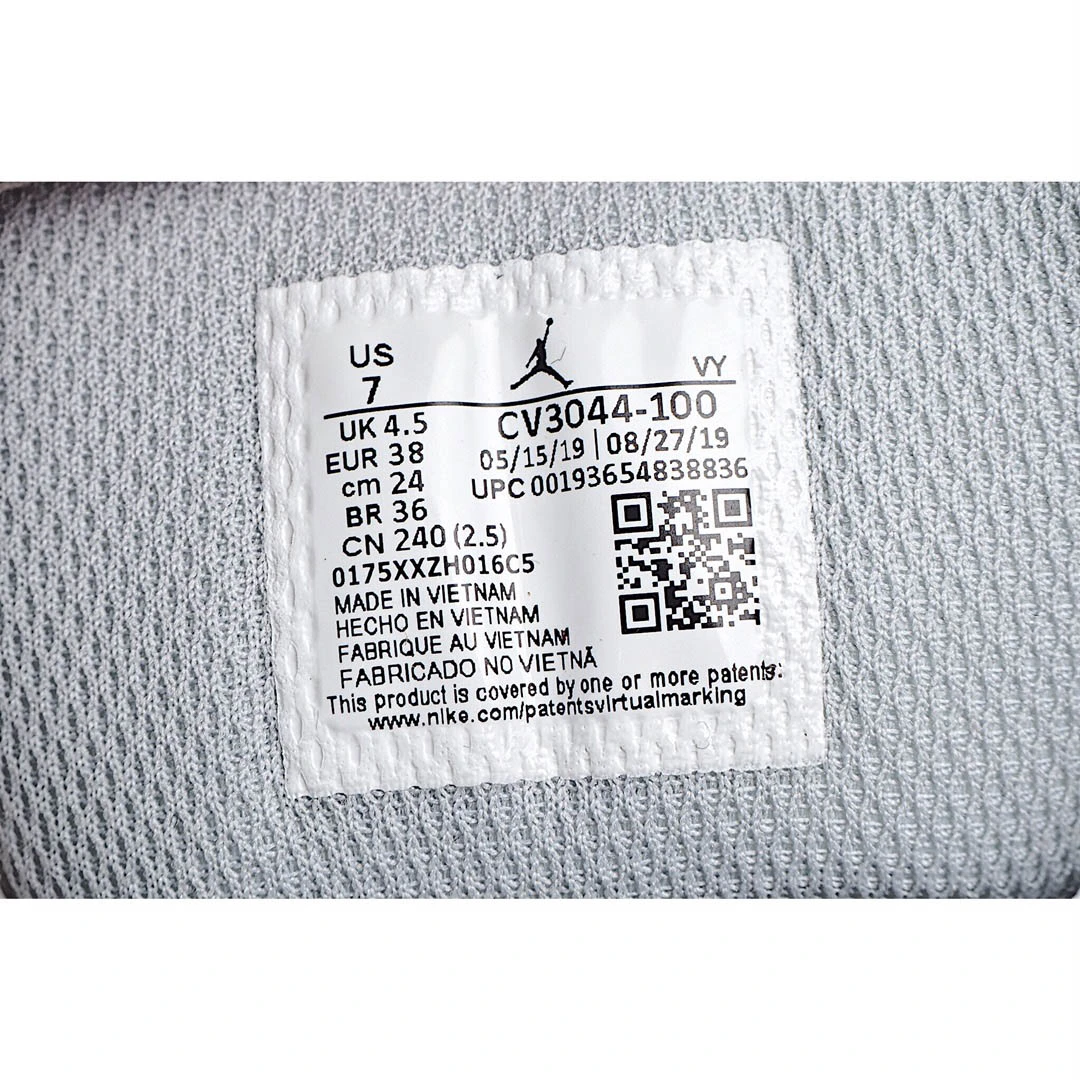 US
7
VY
UK 4.5
EUR 38
cm 24
BR 36
CN 240 (2.5)
CV3044-100
05/15/19 | 08/27/19
UPC 00193654838836
0175XXZH016C5
MADE IN VIETNAM
HECHO EN VIETNAM
FABRIQUE AU VIETNAM
FABRICADO NO VIETNÃ
This product is covered by one or more patents:
www.nike.com/patentsvirtualmarking